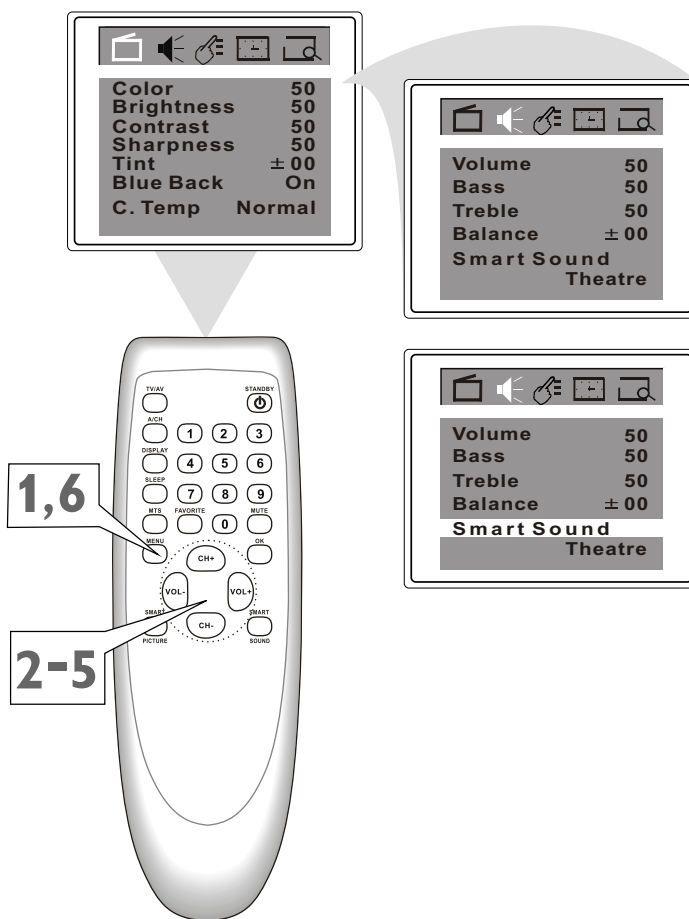 Color 50
Brightness 50
Contrast 50
Sharpness 50
Tint ±00
Blue Back On
C. Temp Normal
Volume 50
Bass 50
Treble 50
Balance ±00
Smart Sound
Theatre
Volume 50
Bass 50
Treble 50
Balance ±00
Smart Sound
Theatre
TV/AV STANDBY
A/CH 1 2 3
DISPLAY 4 5 6
SLEEP 7 8 9
MTS FAVORITE 0 MUTE
MENU OK
CH+
VOL- VOL+
CH-
SMART PICTURE
SMART SOUND
1,6
2-5